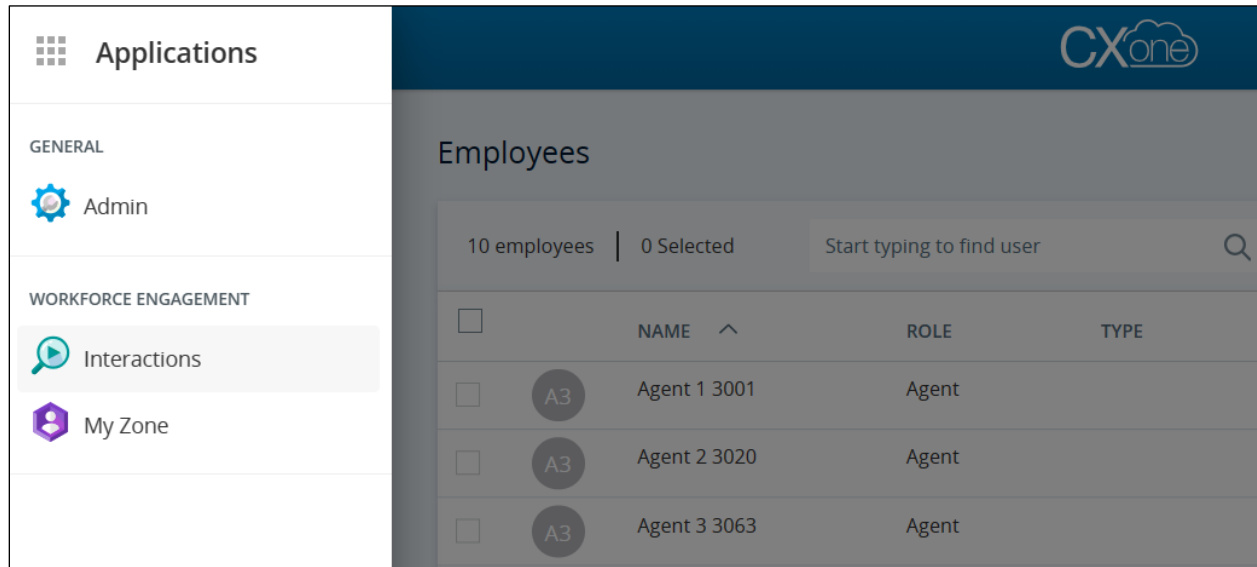 Applications
GENERAL
Admin
WORKFORCE ENGAGEMENT
Interactions
My Zone
CXone
Employees
10 employees | 0 Selected Start typing to find user
NAME ROLE TYPE
A3 Agent 1 3001 Agent
A3 Agent 2 3020 Agent
A3 Agent 3 3063 Agent